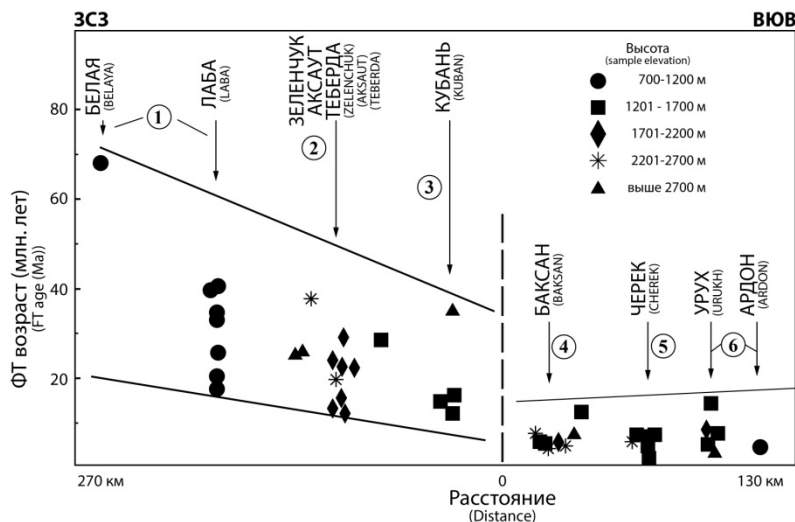 ЗСЗ
ВЮВ
БЕЛАЯ
(BELAYA)
1
ЛАБА
(LABA)
ЗЕЛЕНЧУК
АКСАУТ
ТЕБЕРДА
(ZELENCHUK)
(AKSAUT)
(TEBERDA)
2
КУБАНЬ
(KUBAN)
3
Высота
(sample elevation)
700-1200 м
1201 - 1700 м
1701-2200 м
2201-2700 м
выше 2700 м
БАКСАН
(BAKSAN)
4
ЧЕРЕК
(CHEREK)
5
УРУХ
(URUKH)
АРДОН
(ARDON)
6
ФТ возраст (млн. лет)
(FT age (Ma))
80
60
40
20
270 км
0
130 км
Расстояние
(Distance)